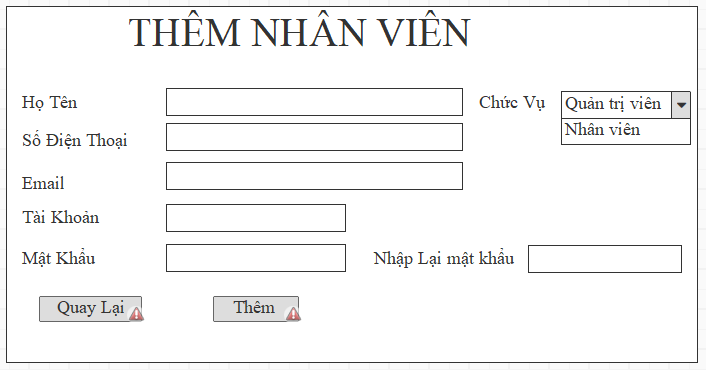 THÊM NHÂN VIÊN
Họ Tên
Chức Vụ
Quản trị viên
Nhân viên
Số Điện Thoại
Email
Tài Khoản
Mật Khẩu
Nhập Lại mật khẩu
Quay Lại
Thêm